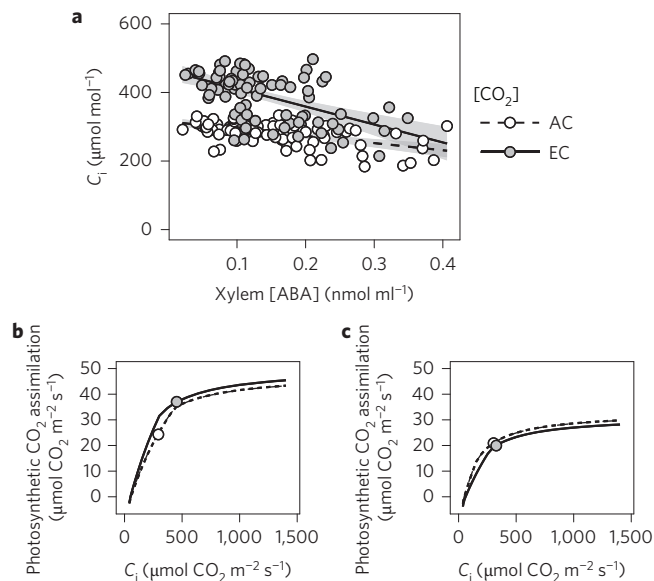 a
600
400
200
0
Cᵢ (μmol mol⁻¹)
0.1 0.2 0.3 0.4
Xylem [ABA] (nmol ml⁻¹)
[CO₂]
AC
EC
b
Photosynthetic CO₂ assimilation
(μmol CO₂ m⁻² s⁻¹)
50
40
30
20
10
0
0 500 1,000 1,500
Cᵢ (μmol CO₂ m⁻² s⁻¹)
c
Photosynthetic CO₂ assimilation
(μmol CO₂ m⁻² s⁻¹)
50
40
30
20
10
0
0 500 1,000 1,500
Cᵢ (μmol CO₂ m⁻² s⁻¹)